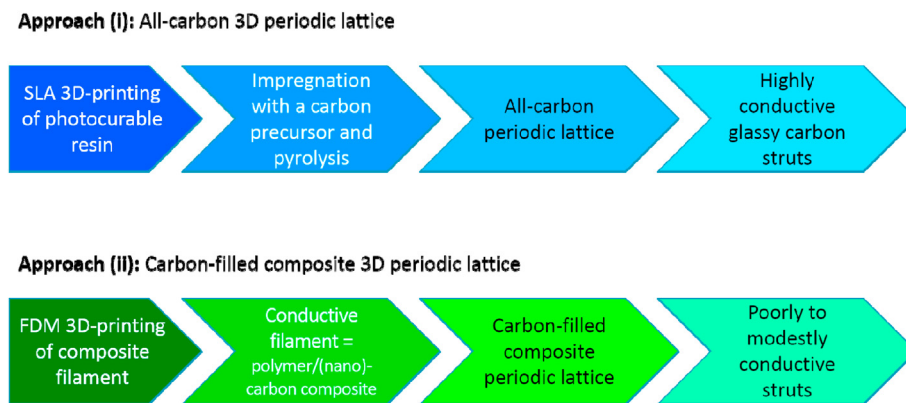 Approach (i): All-carbon 3D periodic lattice
SLA 3D-printing
of photocurable
resin
Impregnation
with a carbon
precursor and
pyrolysis
All-carbon
periodic lattice
Highly
conductive
glassy carbon
struts
Approach (ii): Carbon-filled composite 3D periodic lattice
FDM 3D-printing
of composite
filament
Conductive
filament =
polymer/(nano)-
carbon composite
Carbon-filled
composite
periodic lattice
Poorly to
modestly
conductive
struts